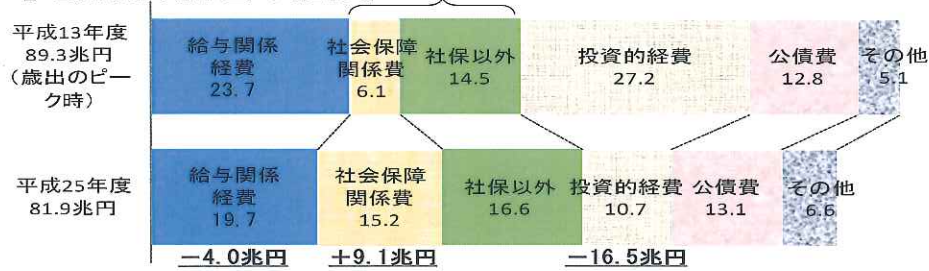 平成13年度
89.3兆円
（歳出のピー
ク時）
給与関係
経費
23.7
社会保障
関係費
6.1
社保以外
14.5
投資的経費
27.2
公債費
12.8
その他
5.1
平成25年度
81.9兆円
給与関係
経費
19.7
社会保障
関係費
15.2
社保以外
16.6
投資的経費
10.7
公債費
13.1
その他
6.6
－4.0兆円
＋9.1兆円
－16.5兆円